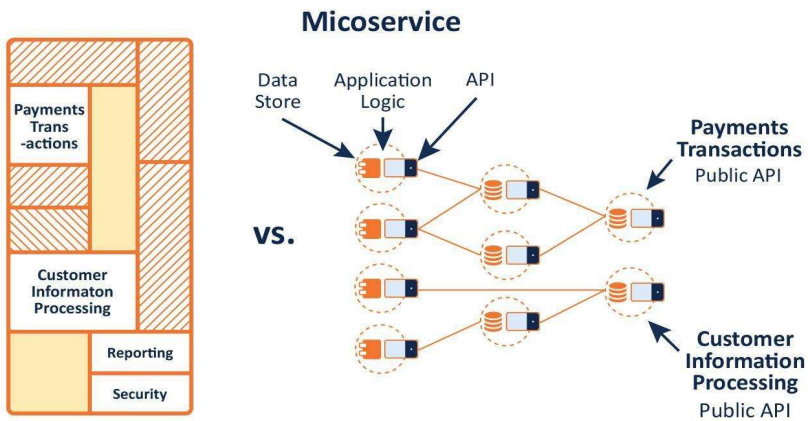 Micoservice
Payments
Trans
-actions
Customer
Informaton
Processing
Reporting
Security
vs.
Data
Store
Application
Logic
API
Payments
Transactions
Public API
Customer
Information
Processing
Public API